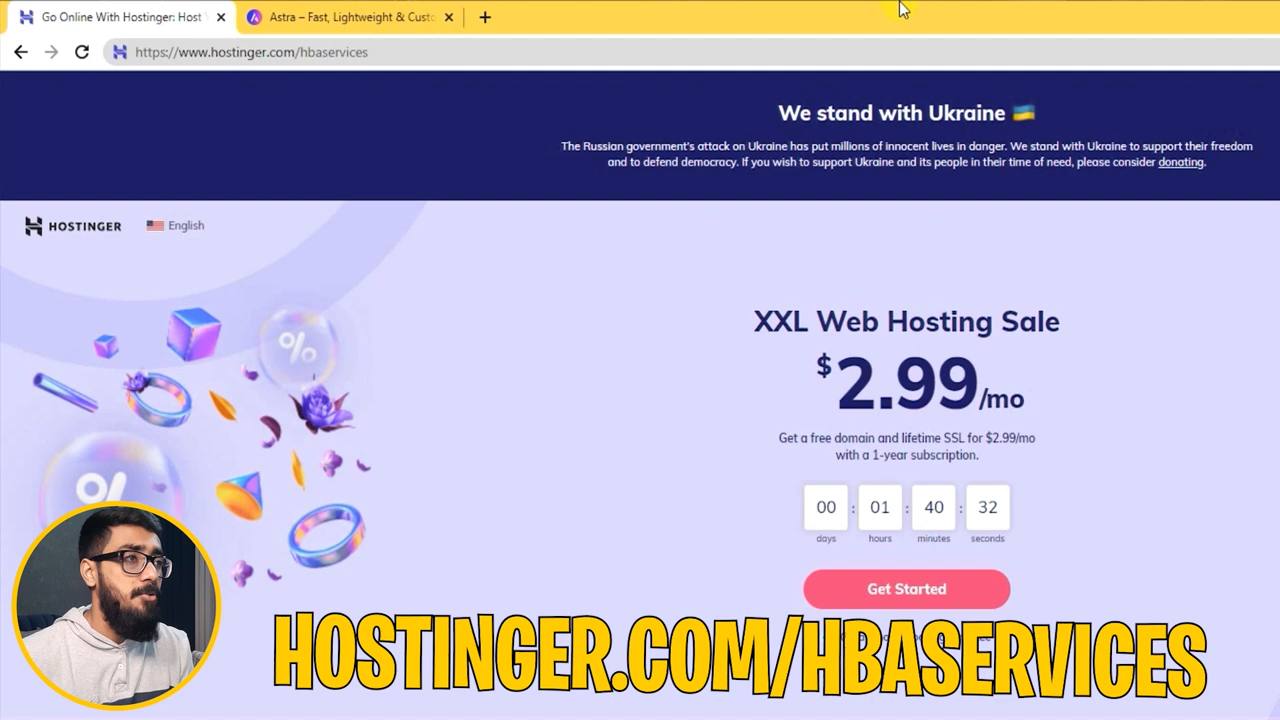 Go Online With Hostinger: Host
Astra – Fast, Lightweight & Custo
https://www.hostinger.com/hbaservices
We stand with Ukraine 🇺🇦
The Russian government's attack on Ukraine has put millions of innocent lives in danger. We stand with Ukraine to support their freedom
and to defend democracy. If you wish to support Ukraine and its people in their time of need, please consider donating.
HOSTINGER English
XXL Web Hosting Sale
$2.99/mo
Get a free domain and lifetime SSL for $2.99/mo
with a 1-year subscription.
00 : 01 : 40 : 32
days hours minutes seconds
Get Started
%
%
HOSTINGER.COM/HBASERVICES